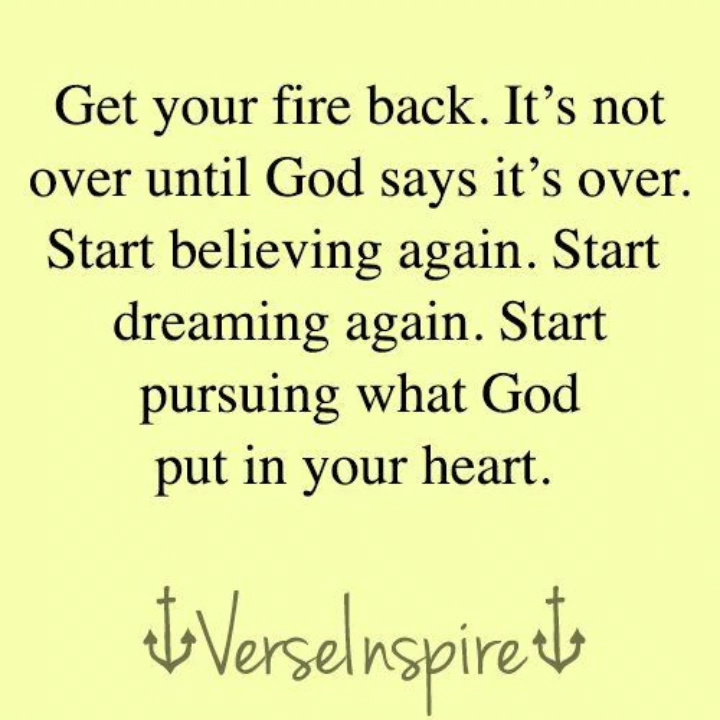 Get your fire back. It’s not
over until God says it’s over.
Start believing again. Start
dreaming again. Start
pursuing what God
put in your heart.
VerseInspire